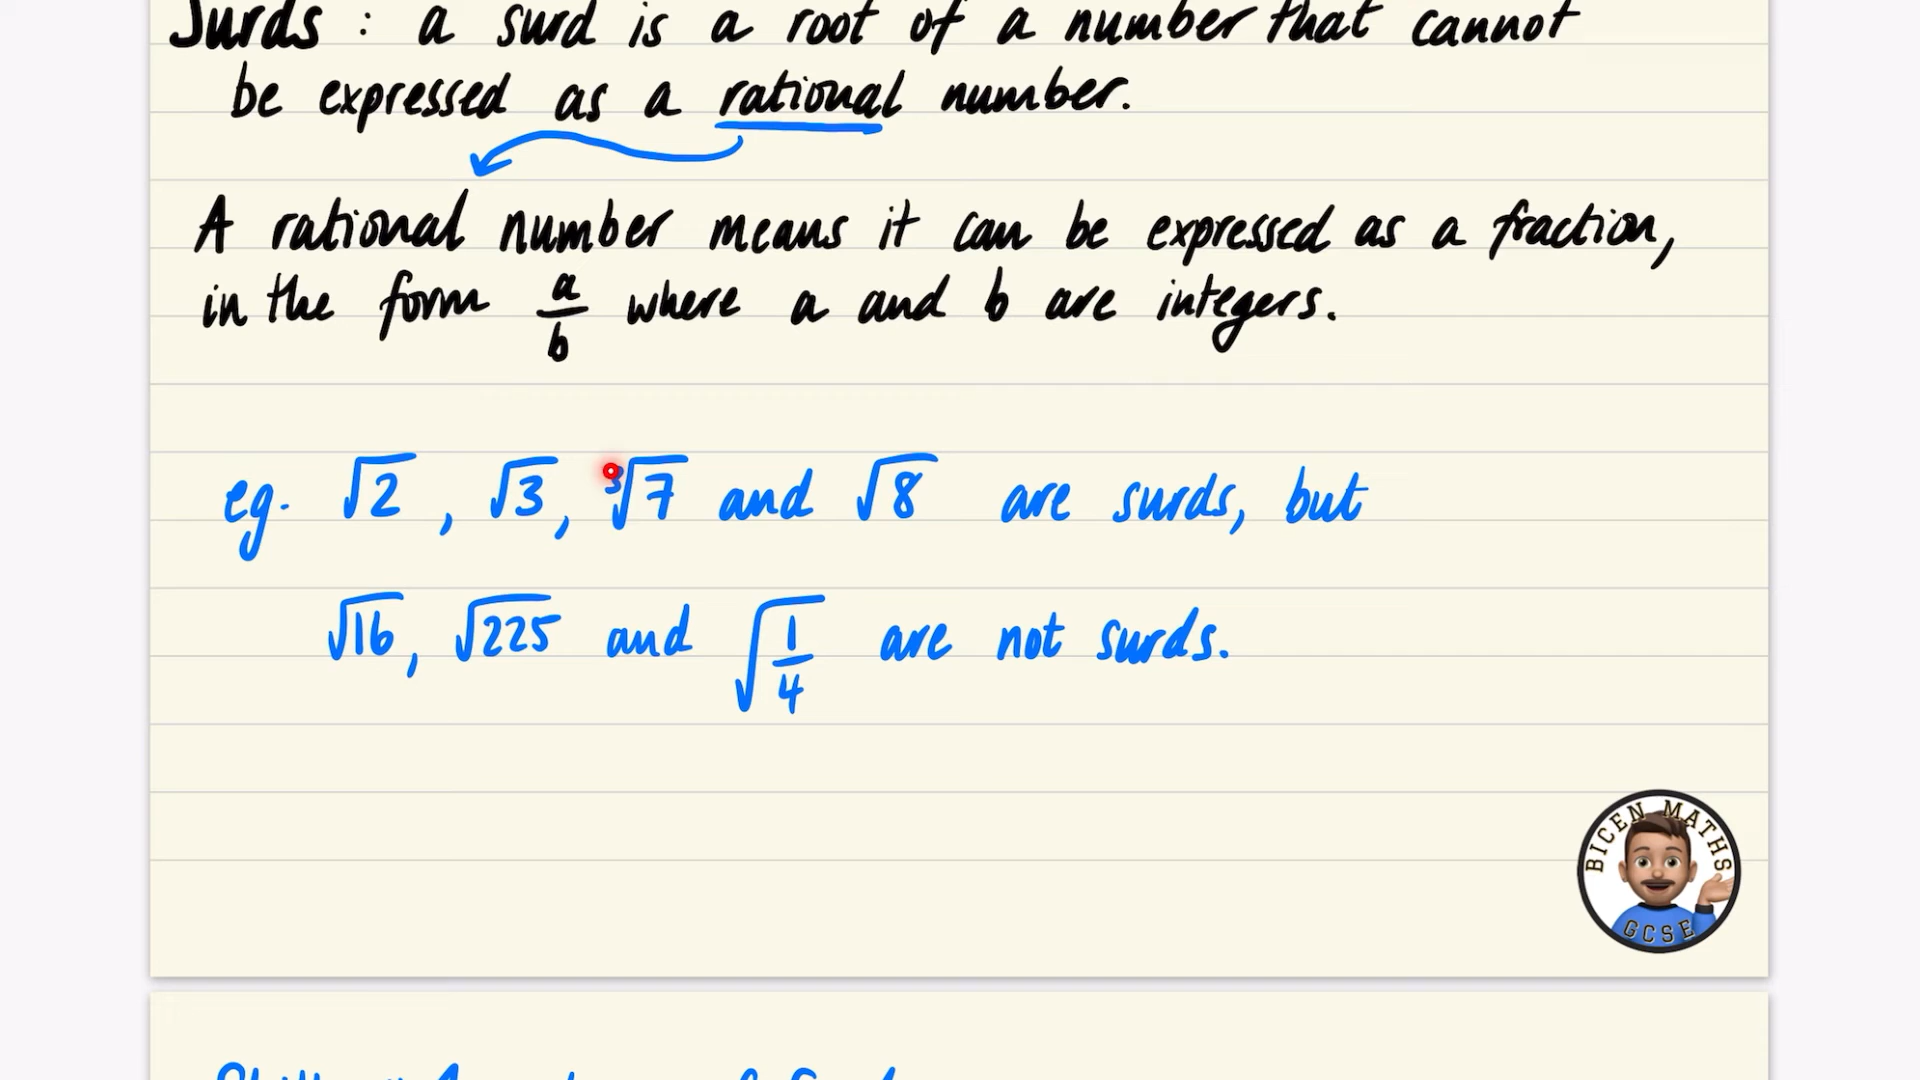 Surds : a surd is a root of a number that cannot
be expressed as a rational number.
A rational number means it can be expressed as a fraction,
in the form a/b where a and b are integers.
eg. √2, √3, ³√7 and √8 are surds, but
√16, √225 and √(1/4) are not surds.
BICEN MATHS
GCSE